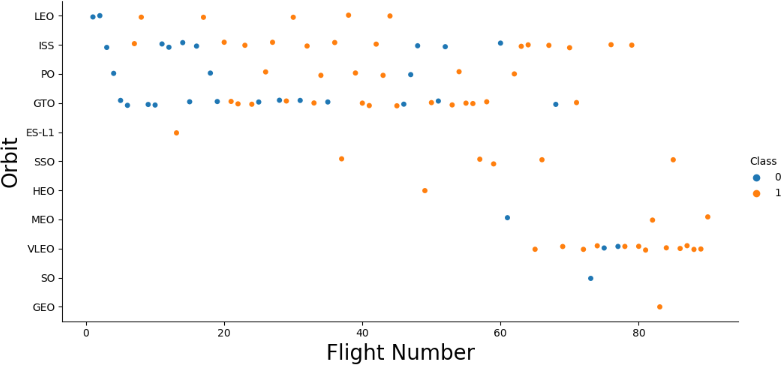 LEO
ISS
PO
GTO
ES-L1
SSO
HEO
MEO
VLEO
SO
GEO
Orbit
0 20 40 60 80
Flight Number
Class
0
1